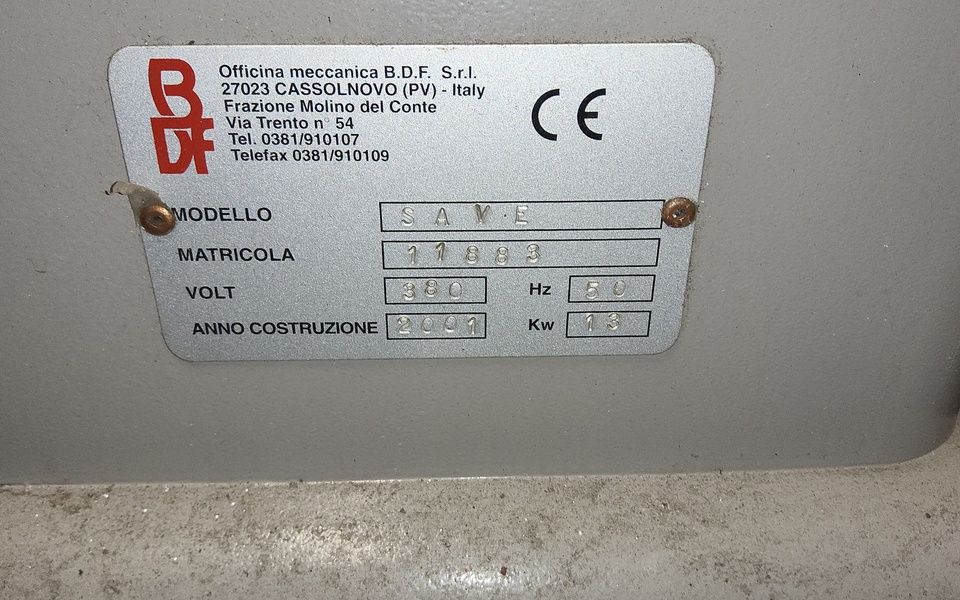 BDF
Officina meccanica B.D.F. S.r.l.
27023 CASSOLNOVO (PV) - Italy
Frazione Molino del Conte
Via Trento n° 54
Tel. 0381/910107
Telefax 0381/910109
CE
MODELLO SAVE
MATRICOLA 11883
VOLT 380 Hz 50
ANNO COSTRUZIONE 2001 Kw 13